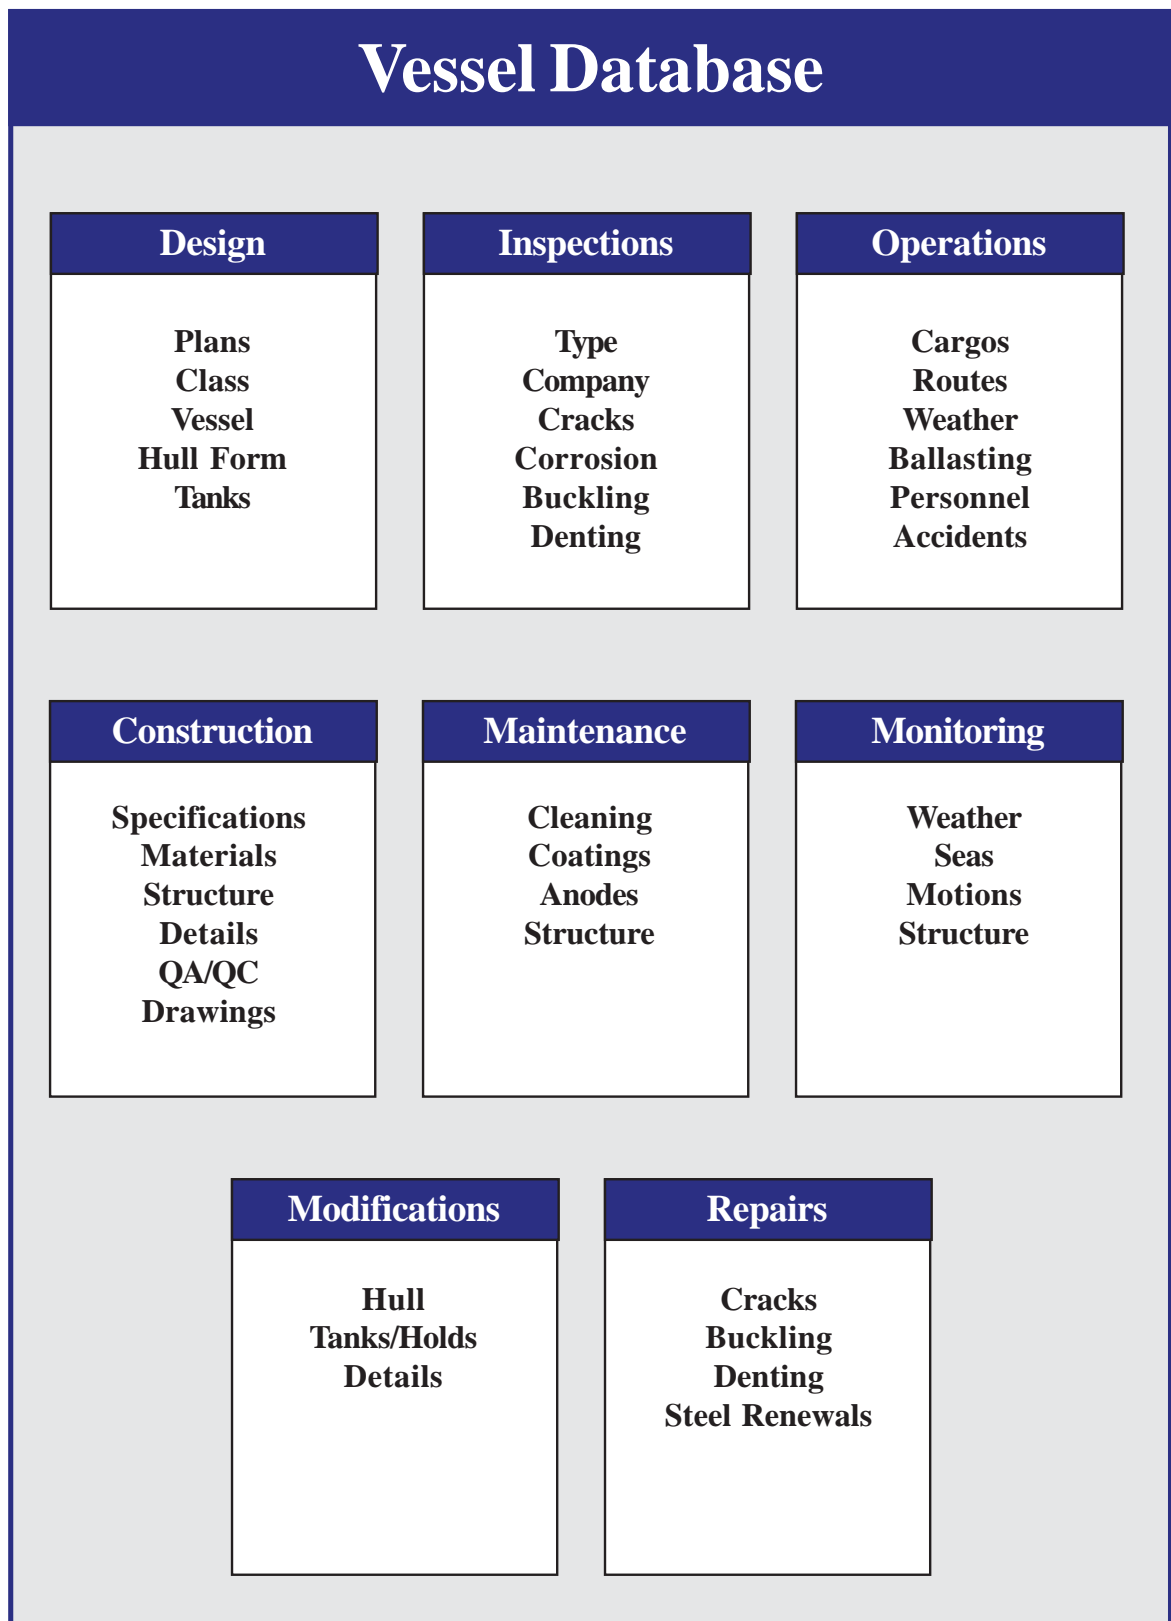 Vessel Database
Design
Plans
Class
Vessel
Hull Form
Tanks
Inspections
Type
Company
Cracks
Corrosion
Buckling
Denting
Operations
Cargos
Routes
Weather
Ballasting
Personnel
Accidents
Construction
Specifications
Materials
Structure
Details
QA/QC
Drawings
Maintenance
Cleaning
Coatings
Anodes
Structure
Monitoring
Weather
Seas
Motions
Structure
Modifications
Hull
Tanks/Holds
Details
Repairs
Cracks
Buckling
Denting
Steel Renewals